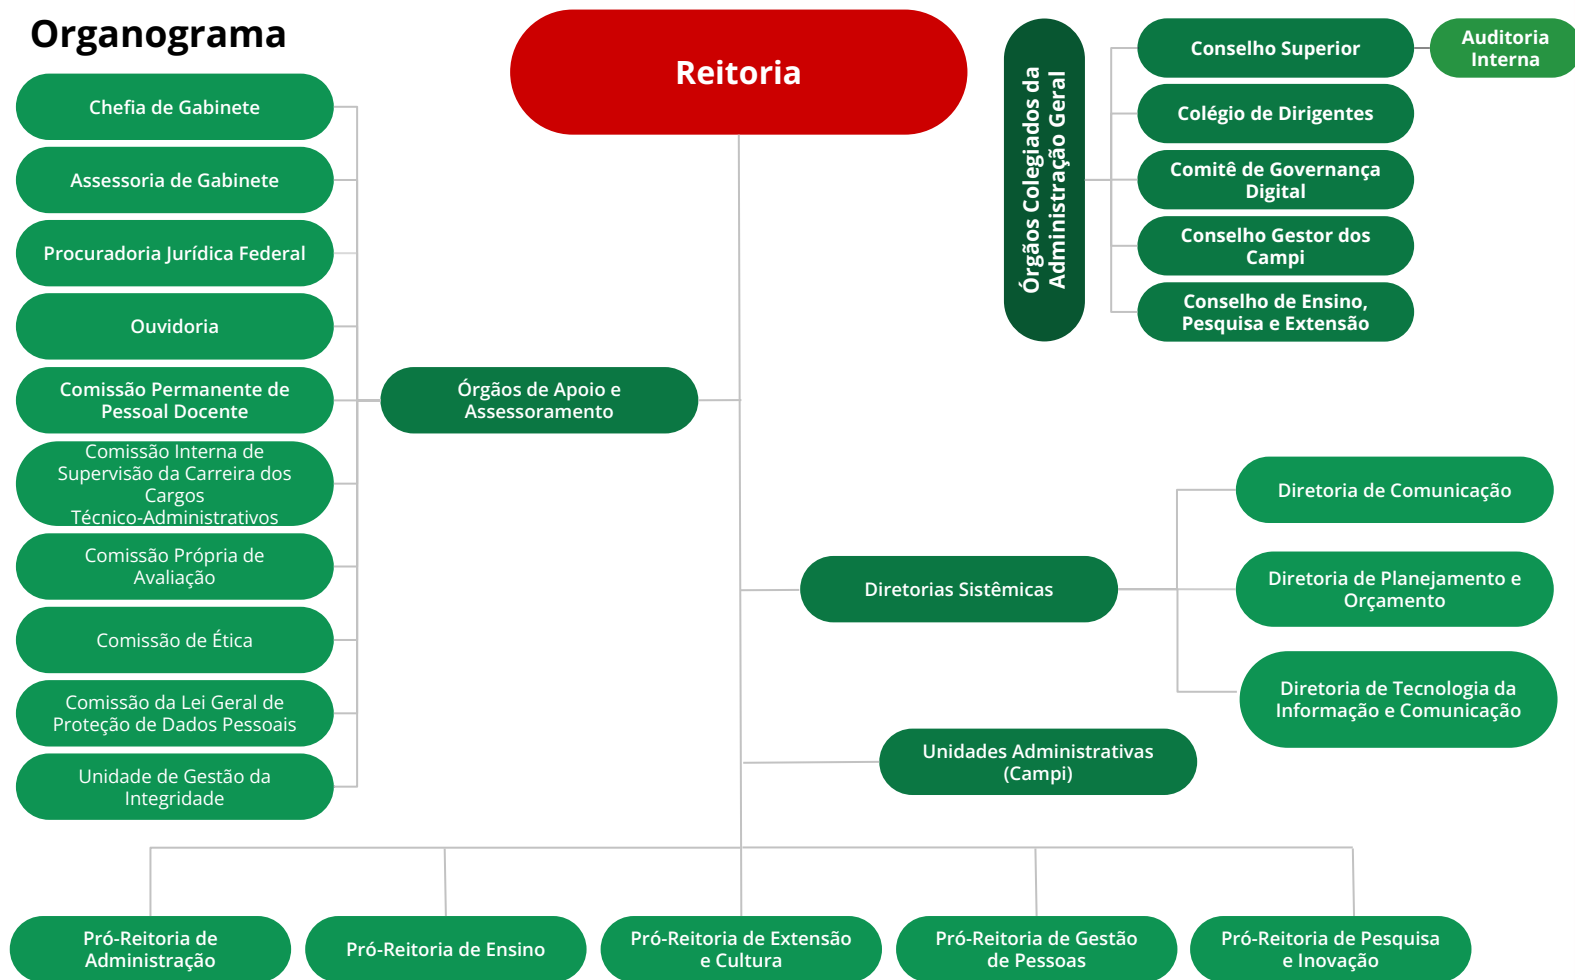 Organograma
Reitoria
Órgãos Colegiados da
Administração Geral
Conselho Superior
Auditoria
Interna
Colégio de Dirigentes
Comitê de Governança
Digital
Conselho Gestor dos
Campi
Conselho de Ensino,
Pesquisa e Extensão
Chefia de Gabinete
Assessoria de Gabinete
Procuradoria Jurídica Federal
Ouvidoria
Comissão Permanente de
Pessoal Docente
Comissão Interna de
Supervisão da Carreira dos
Cargos
Técnico-Administrativos
Comissão Própria de
Avaliação
Comissão de Ética
Comissão da Lei Geral de
Proteção de Dados Pessoais
Unidade de Gestão da
Integridade
Órgãos de Apoio e
Assessoramento
Diretorias Sistêmicas
Diretoria de Comunicação
Diretoria de Planejamento e
Orçamento
Diretoria de Tecnologia da
Informação e Comunicação
Unidades Administrativas
(Campi)
Pró-Reitoria de
Administração
Pró-Reitoria de Ensino
Pró-Reitoria de Extensão
e Cultura
Pró-Reitoria de Gestão
de Pessoas
Pró-Reitoria de Pesquisa
e Inovação